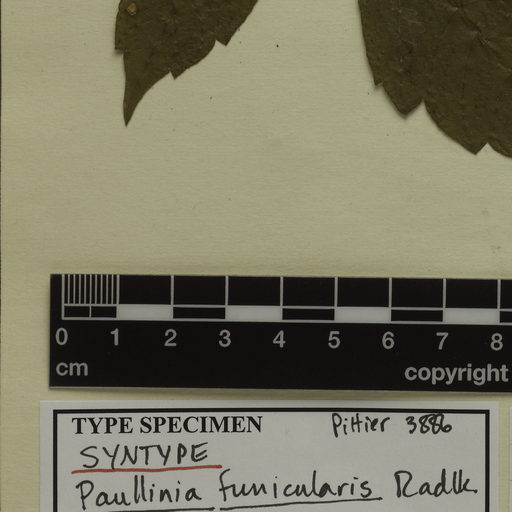 0 1 2 3 4 5 6 7 8
cm
copyright
TYPE SPECIMEN Pittier 3886
SYNTYPE
Paullinia funicularis Radlk.